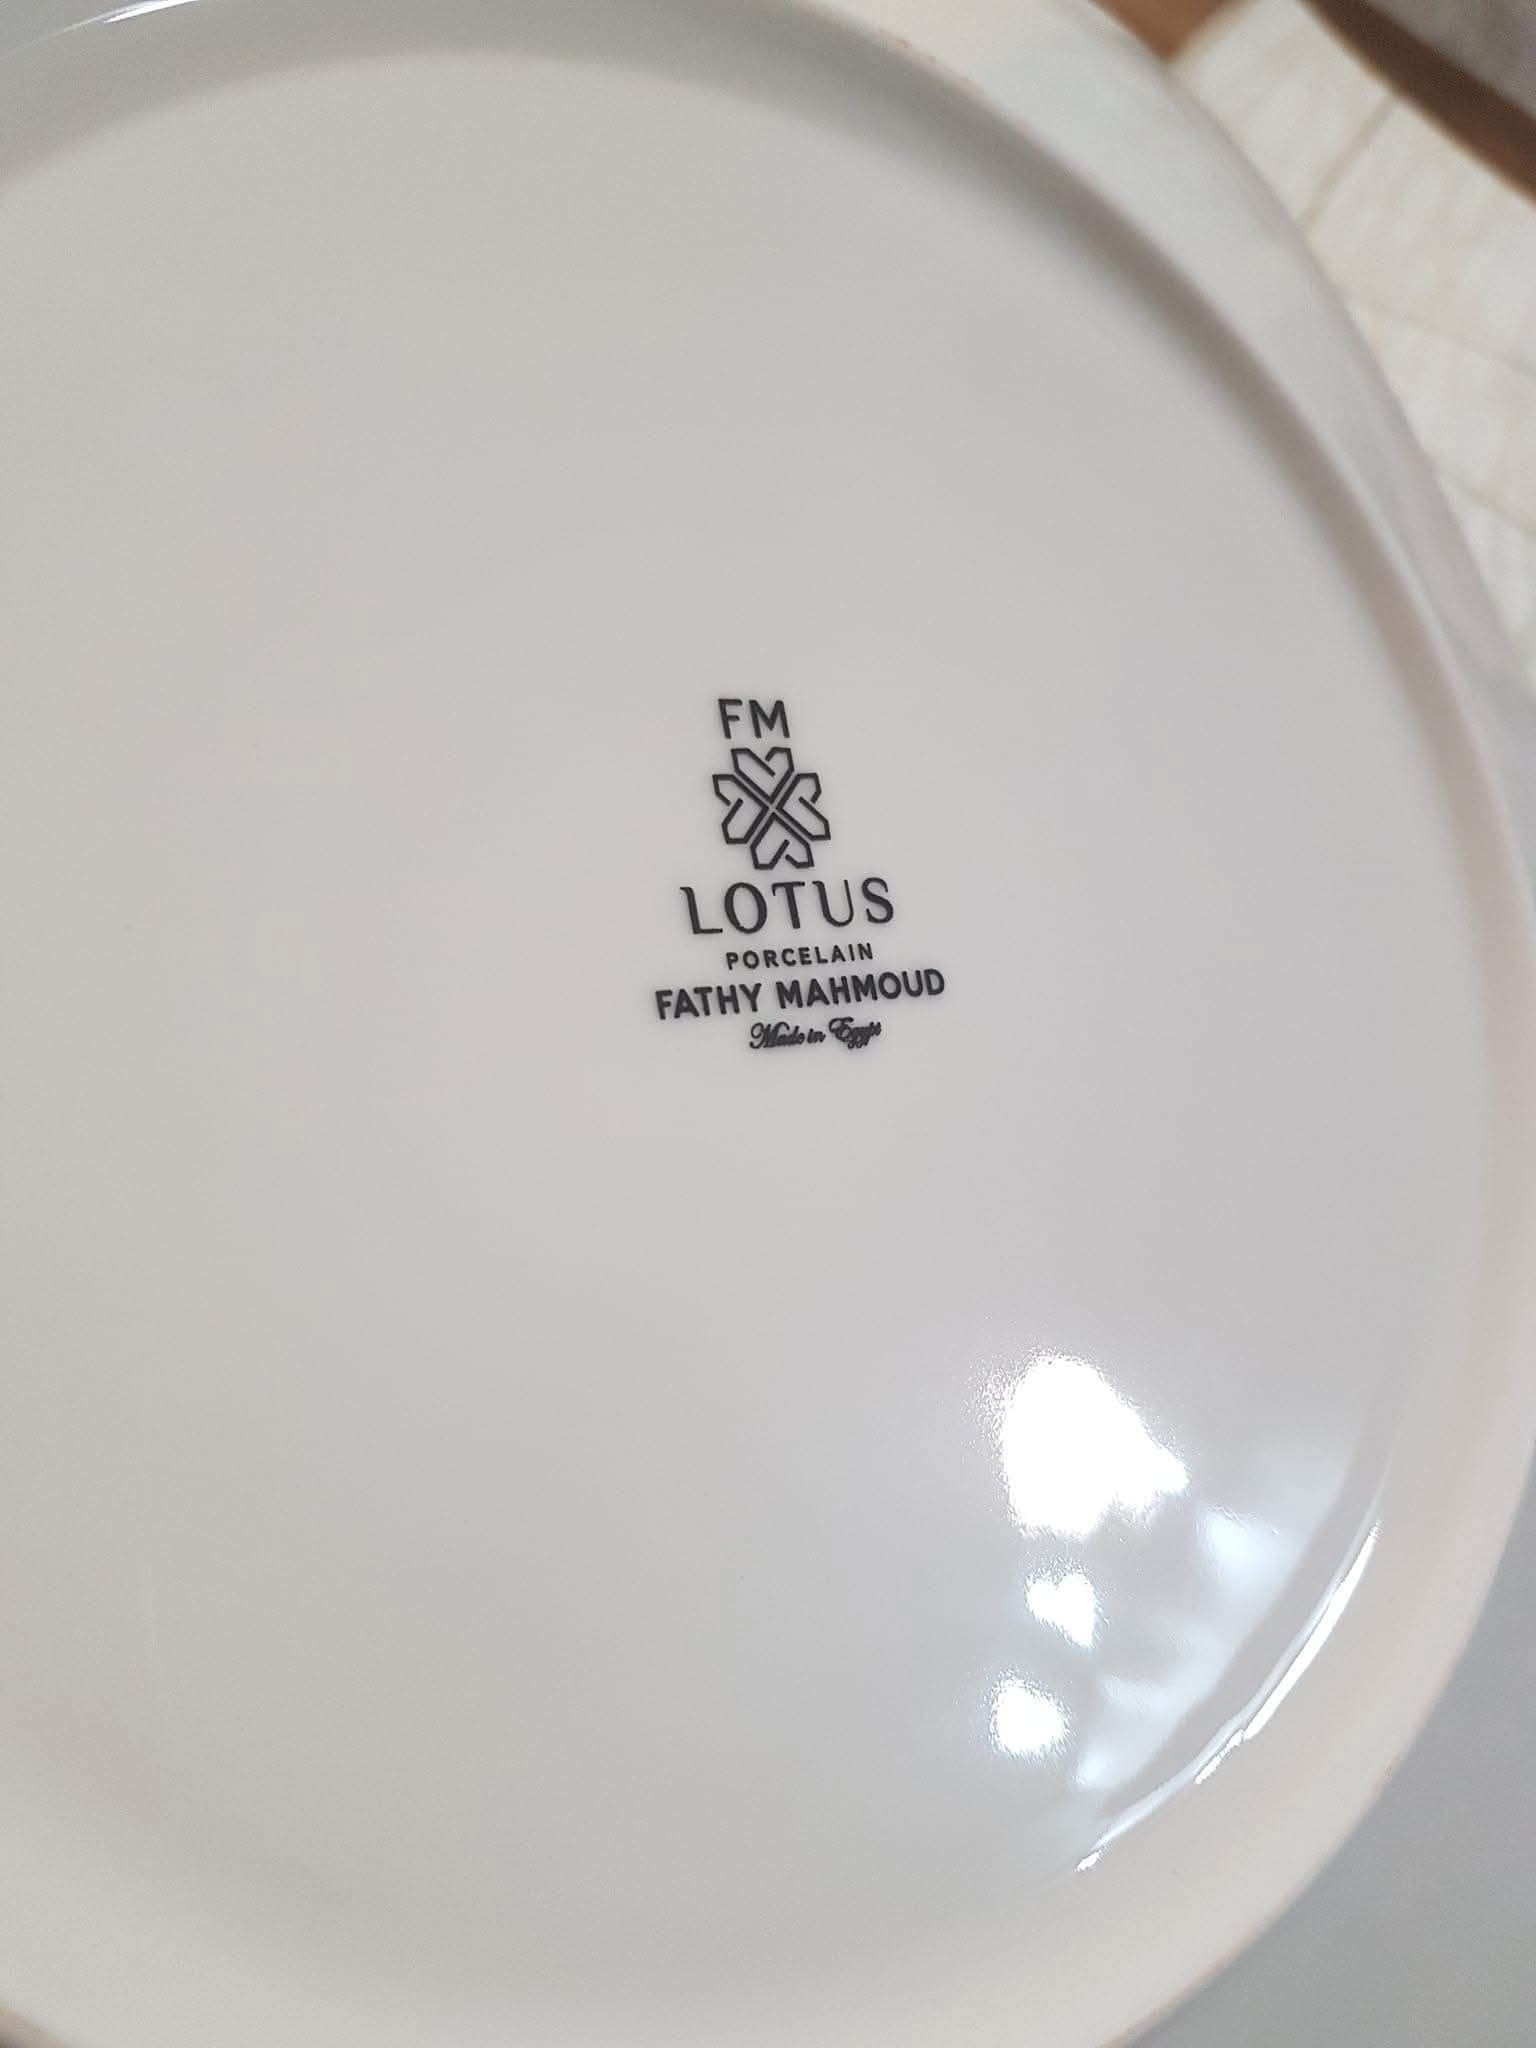 FM
LOTUS
PORCELAIN
FATHY MAHMOUD
Made in Egypt